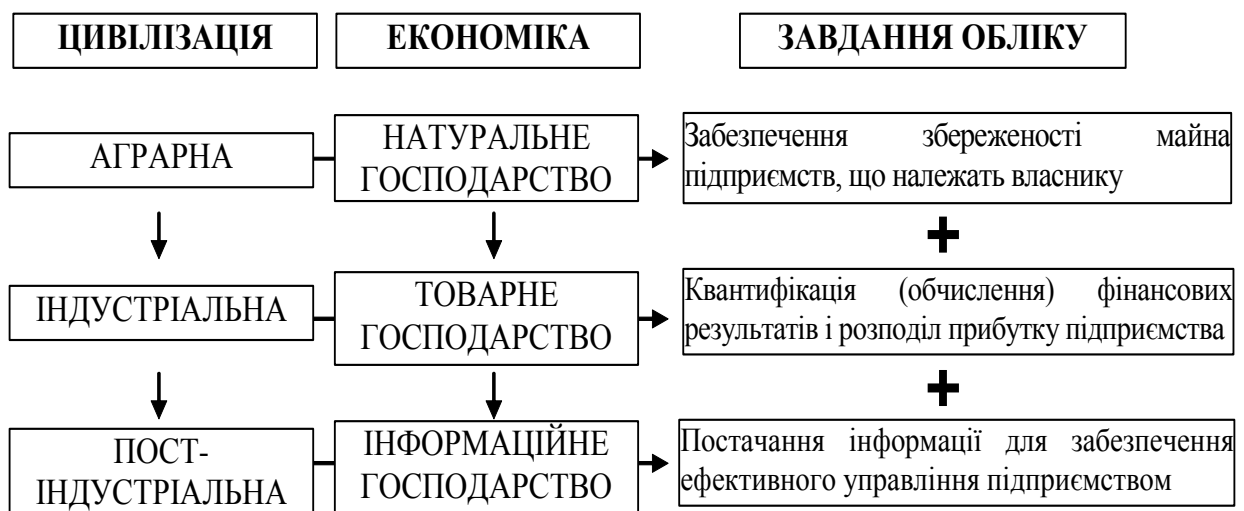 ЦИВІЛІЗАЦІЯ
ЕКОНОМІКА
ЗАВДАННЯ ОБЛІКУ
АГРАРНА
НАТУРАЛЬНЕ
ГОСПОДАРСТВО
Забезпечення збереженості майна
підприємств, що належать власнику
ІНДУСТРІАЛЬНА
ТОВАРНЕ
ГОСПОДАРСТВО
Квантифікація (обчислення) фінансових
результатів і розподіл прибутку підприємства
ПОСТ-
ІНДУСТРІАЛЬНА
ІНФОРМАЦІЙНЕ
ГОСПОДАРСТВО
Постачання інформації для забезпечення
ефективного управління підприємством